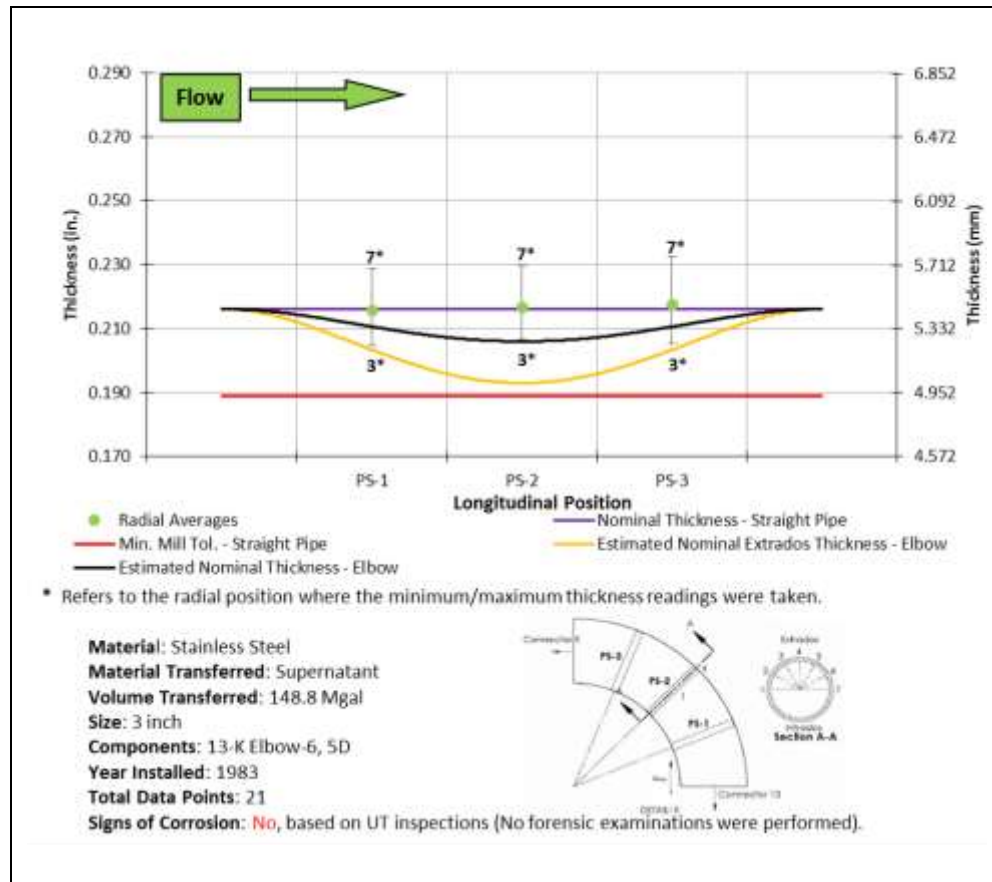 Flow
0.290
0.270
0.250
0.230
0.210
0.190
0.170
Thickness (in.)
6.852
6.472
6.092
5.712
5.332
4.952
4.572
Thickness (mm)
7* 7* 7*
3* 3* 3*
PS-1 PS-2 PS-3
Longitudinal Position
Radial Averages
Nominal Thickness - Straight Pipe
Min. Mill Tol. - Straight Pipe
Estimated Nominal Extrados Thickness - Elbow
Estimated Nominal Thickness - Elbow
* Refers to the radial position where the minimum/maximum thickness readings were taken.
Material: Stainless Steel
Material Transferred: Supernatant
Volume Transferred: 148.8 Mgal
Size: 3 inch
Components: 13-K Elbow-6, 5D
Year Installed: 1983
Total Data Points: 21
Signs of Corrosion: No, based on UT inspections (No forensic examinations were performed).
A
PS-2
PS-1
Extrados
Intrados
Section A-A